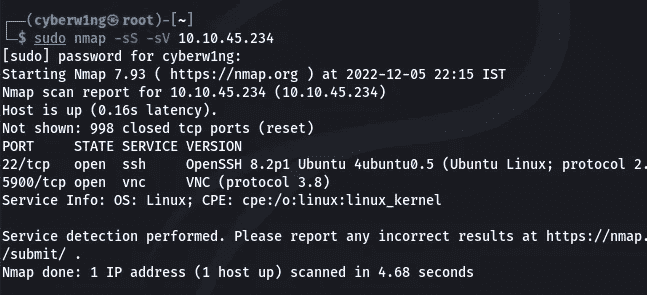 ┌──(cyberw1ng㉿root)-[~]
└─$ sudo nmap -sS -sV 10.10.45.234
[sudo] password for cyberw1ng:
Starting Nmap 7.93 ( https://nmap.org ) at 2022-12-05 22:15 IST
Nmap scan report for 10.10.45.234 (10.10.45.234)
Host is up (0.16s latency).
Not shown: 998 closed tcp ports (reset)
PORT     STATE SERVICE VERSION
22/tcp   open  ssh     OpenSSH 8.2p1 Ubuntu 4ubuntu0.5 (Ubuntu Linux; protocol 2.
5900/tcp open  vnc     VNC (protocol 3.8)
Service Info: OS: Linux; CPE: cpe:/o:linux:linux_kernel
Service detection performed. Please report any incorrect results at https://nmap.
/submit/ .
Nmap done: 1 IP address (1 host up) scanned in 4.68 seconds